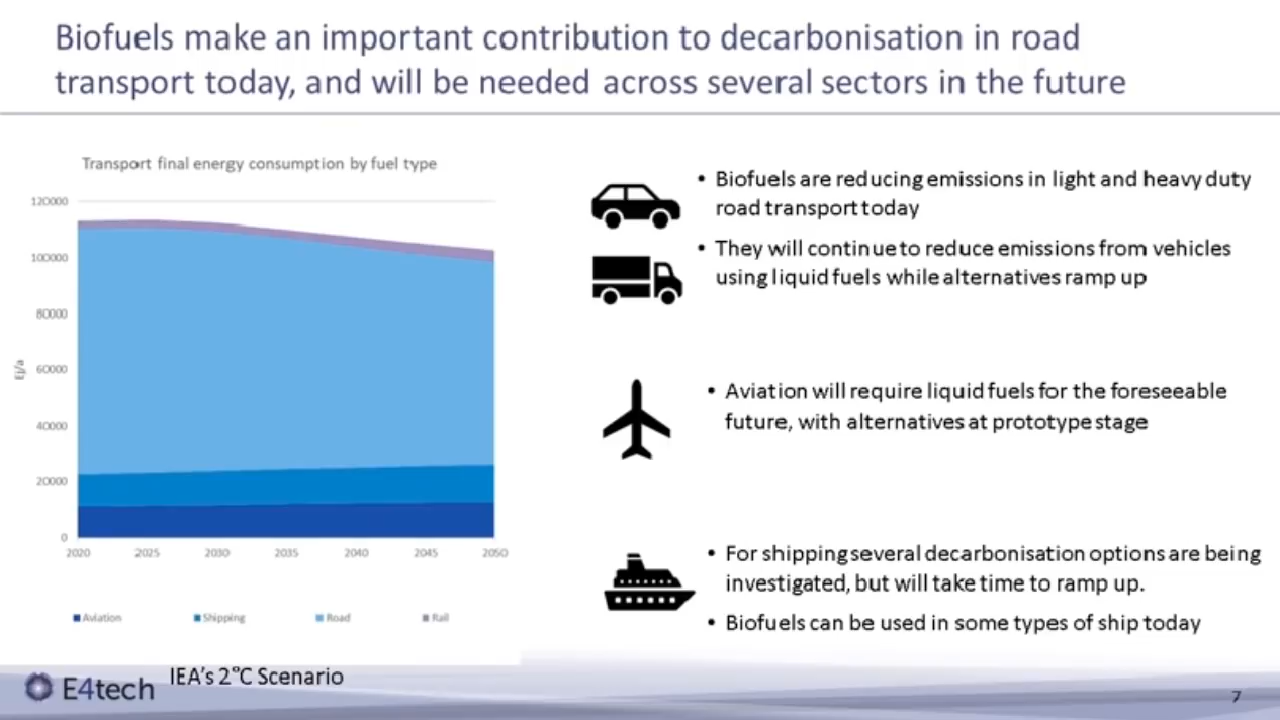 Biofuels make an important contribution to decarbonisation in road
transport today, and will be needed across several sectors in the future
Transport final energy consumption by fuel type
120000
100000
80000
60000
40000
20000
0
Ej/a
2020 2025 2030 2035 2040 2045 2050
Aviation Shipping Road Rail
• Biofuels are reducing emissions in light and heavy duty
road transport today
• They will continue to reduce emissions from vehicles
using liquid fuels while alternatives ramp up
• Aviation will require liquid fuels for the foreseeable
future, with alternatives at prototype stage
• For shipping several decarbonisation options are being
investigated, but will take time to ramp up.
• Biofuels can be used in some types of ship today
E4tech
IEA's 2°C Scenario
7